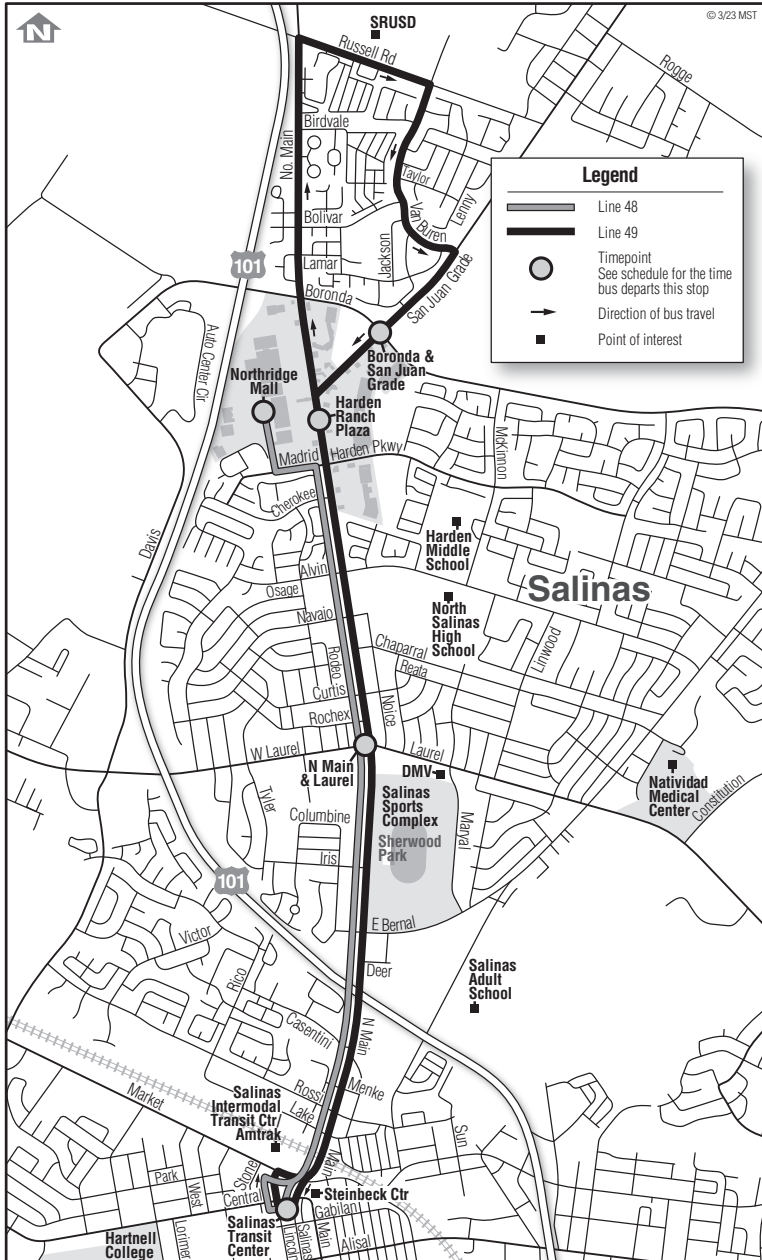 N
© 3/23 MST
SRUSD
Russell Rd
Rogge
Birdvale
No. Main
Taylor
Lenny
Van Buren
Bolivar
Jackson
Lamar
San Juan Grade
101
Boronda
Legend
Line 48
Line 49
Timepoint
See schedule for the time
bus departs this stop
Direction of bus travel
Point of interest
Auto Center Cir
Boronda &
San Juan
Grade
Northridge
Mall
Harden
Ranch
Plaza
Madrid
Harden Pkwy
McKinnon
Cherokee
Davis
Harden
Middle
School
Alvin
Osage
Salinas
North
Salinas
High
School
Navajo
Linwood
Chaparral
Reata
Rodeo
Curtis
Noice
Rochex
W Laurel
Laurel
N Main
& Laurel
DMV
Natividad
Medical
Center
Constitution
Tyler
Salinas
Sports
Complex
Columbine
Maryal
Sherwood
Park
Iris
101
E Bernal
Victor
Deer
Rico
Salinas
Adult
School
Casentini
N Main
Market
Rossi
Menke
Salinas
Intermodal
Transit Ctr/
Amtrak
Lake
Sun
Main
Stone
Park
West
Central
Steinbeck Ctr
Gabilan
Hartnell
College
Lorimer
Salinas
Transit
Center
Lincoln
Salinas
Main
Alisal